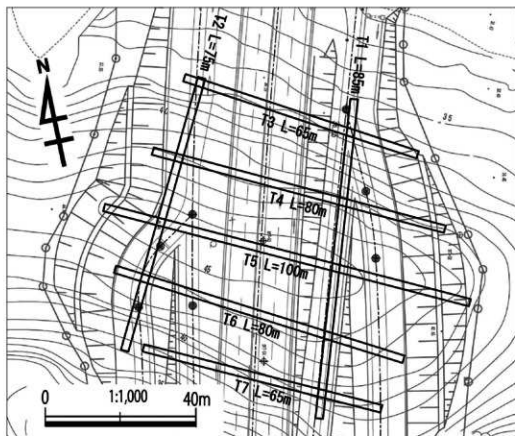 T2 L=75m
T1 L=85m
N
35
T3 L=65m
T4 L=80m
T5 L=100m
T6 L=80m
T7 L=65m
0
1:1,000
40m